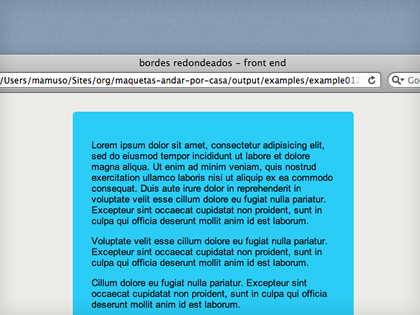 bordes redondeados – front end
/Users/mamuso/Sites/org/maquetas-andar-por-casa/output/examples/example012
Go
Lorem ipsum dolor sit amet, consectetur adipisicing elit,
sed do eiusmod tempor incididunt ut labore et dolore
magna aliqua. Ut enim ad minim veniam, quis nostrud
exercitation ullamco laboris nisi ut aliquip ex ea commodo
consequat. Duis aute irure dolor in reprehenderit in
voluptate velit esse cillum dolore eu fugiat nulla pariatur.
Excepteur sint occaecat cupidatat non proident, sunt in
culpa qui officia deserunt mollit anim id est laborum.
Voluptate velit esse cillum dolore eu fugiat nulla pariatur.
Excepteur sint occaecat cupidatat non proident, sunt in
culpa qui officia deserunt mollit anim id est laborum.
Cillum dolore eu fugiat nulla pariatur. Excepteur sint
occaecat cupidatat non proident, sunt in culpa qui officia
deserunt mollit anim id est laborum.